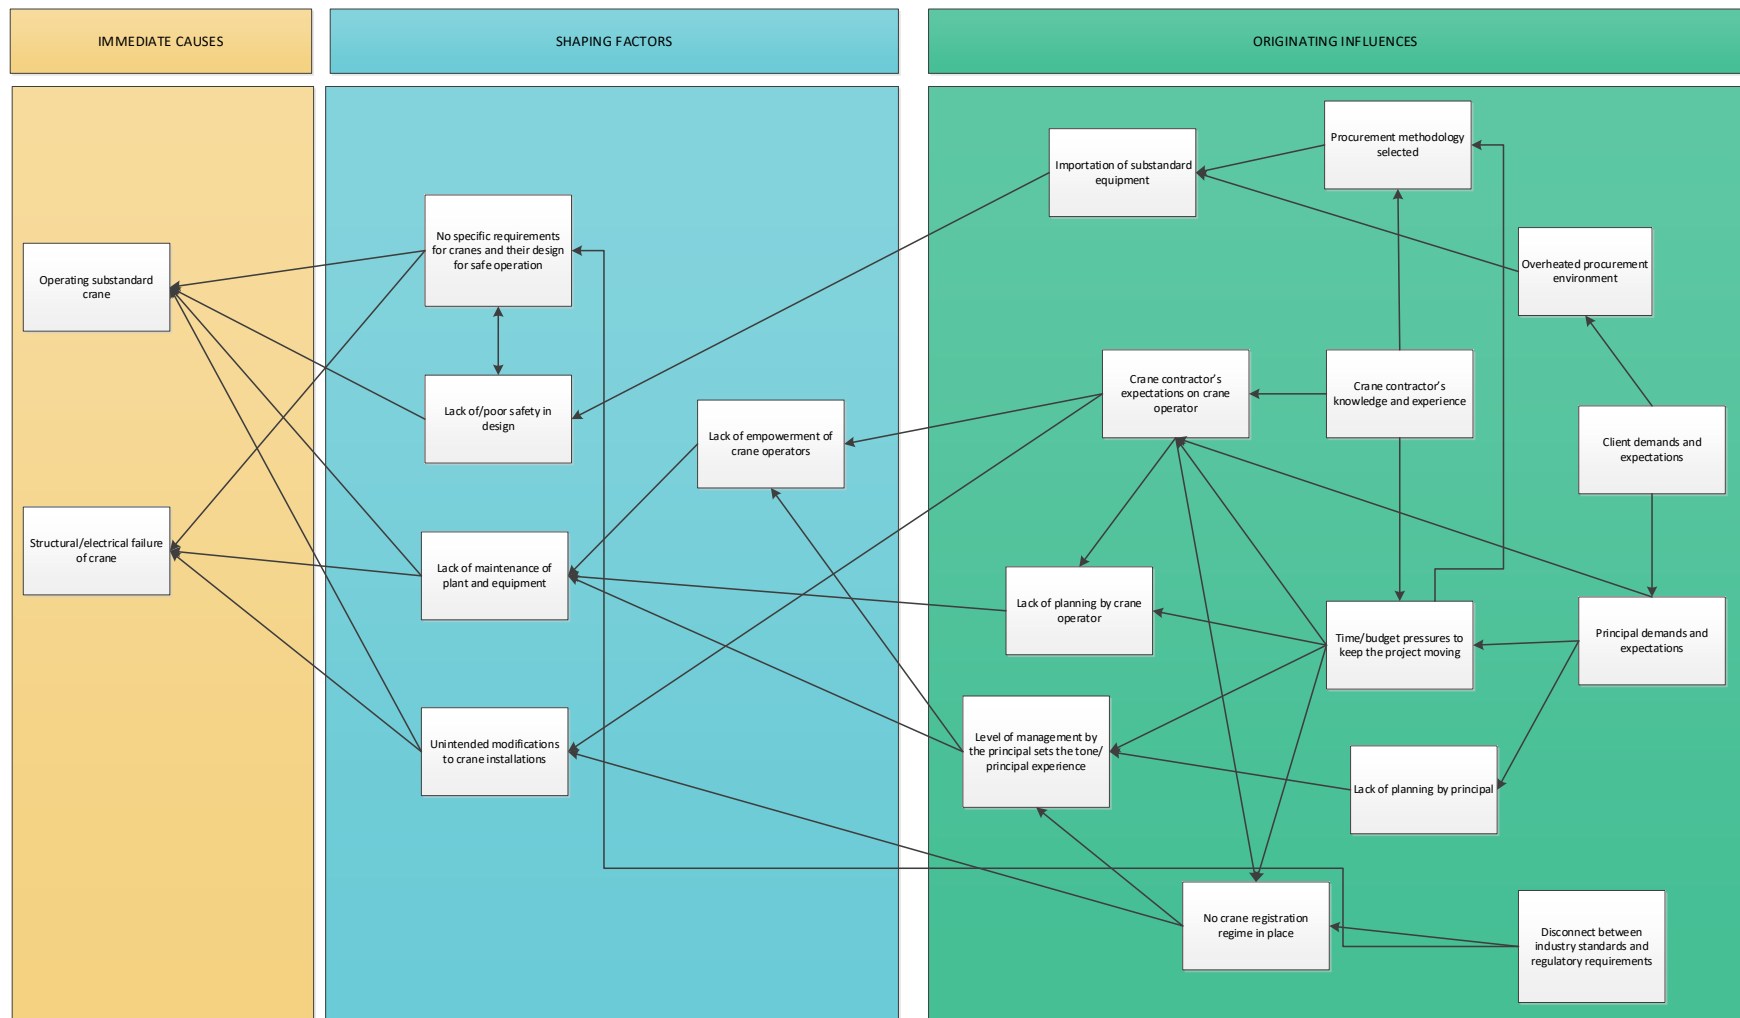 IMMEDIATE CAUSES
SHAPING FACTORS
ORIGINATING INFLUENCES
Operating substandard
crane
Structural/electrical failure
of crane
No specific requirements
for cranes and their design
for safe operation
Lack of/poor safety in
design
Lack of empowerment of
crane operators
Lack of maintenance of
plant and equipment
Unintended modifications
to crane installations
Procurement methodology
selected
Importation of substandard
equipment
Overheated procurement
environment
Crane contractor's
expectations on crane
operator
Crane contractor's
knowledge and experience
Client demands and
expectations
Lack of planning by crane
operator
Time/budget pressures to
keep the project moving
Principal demands and
expectations
Level of management by
the principal sets the tone/
principal experience
Lack of planning by principal
No crane registration
regime in place
Disconnect between
industry standards and
regulatory requirements